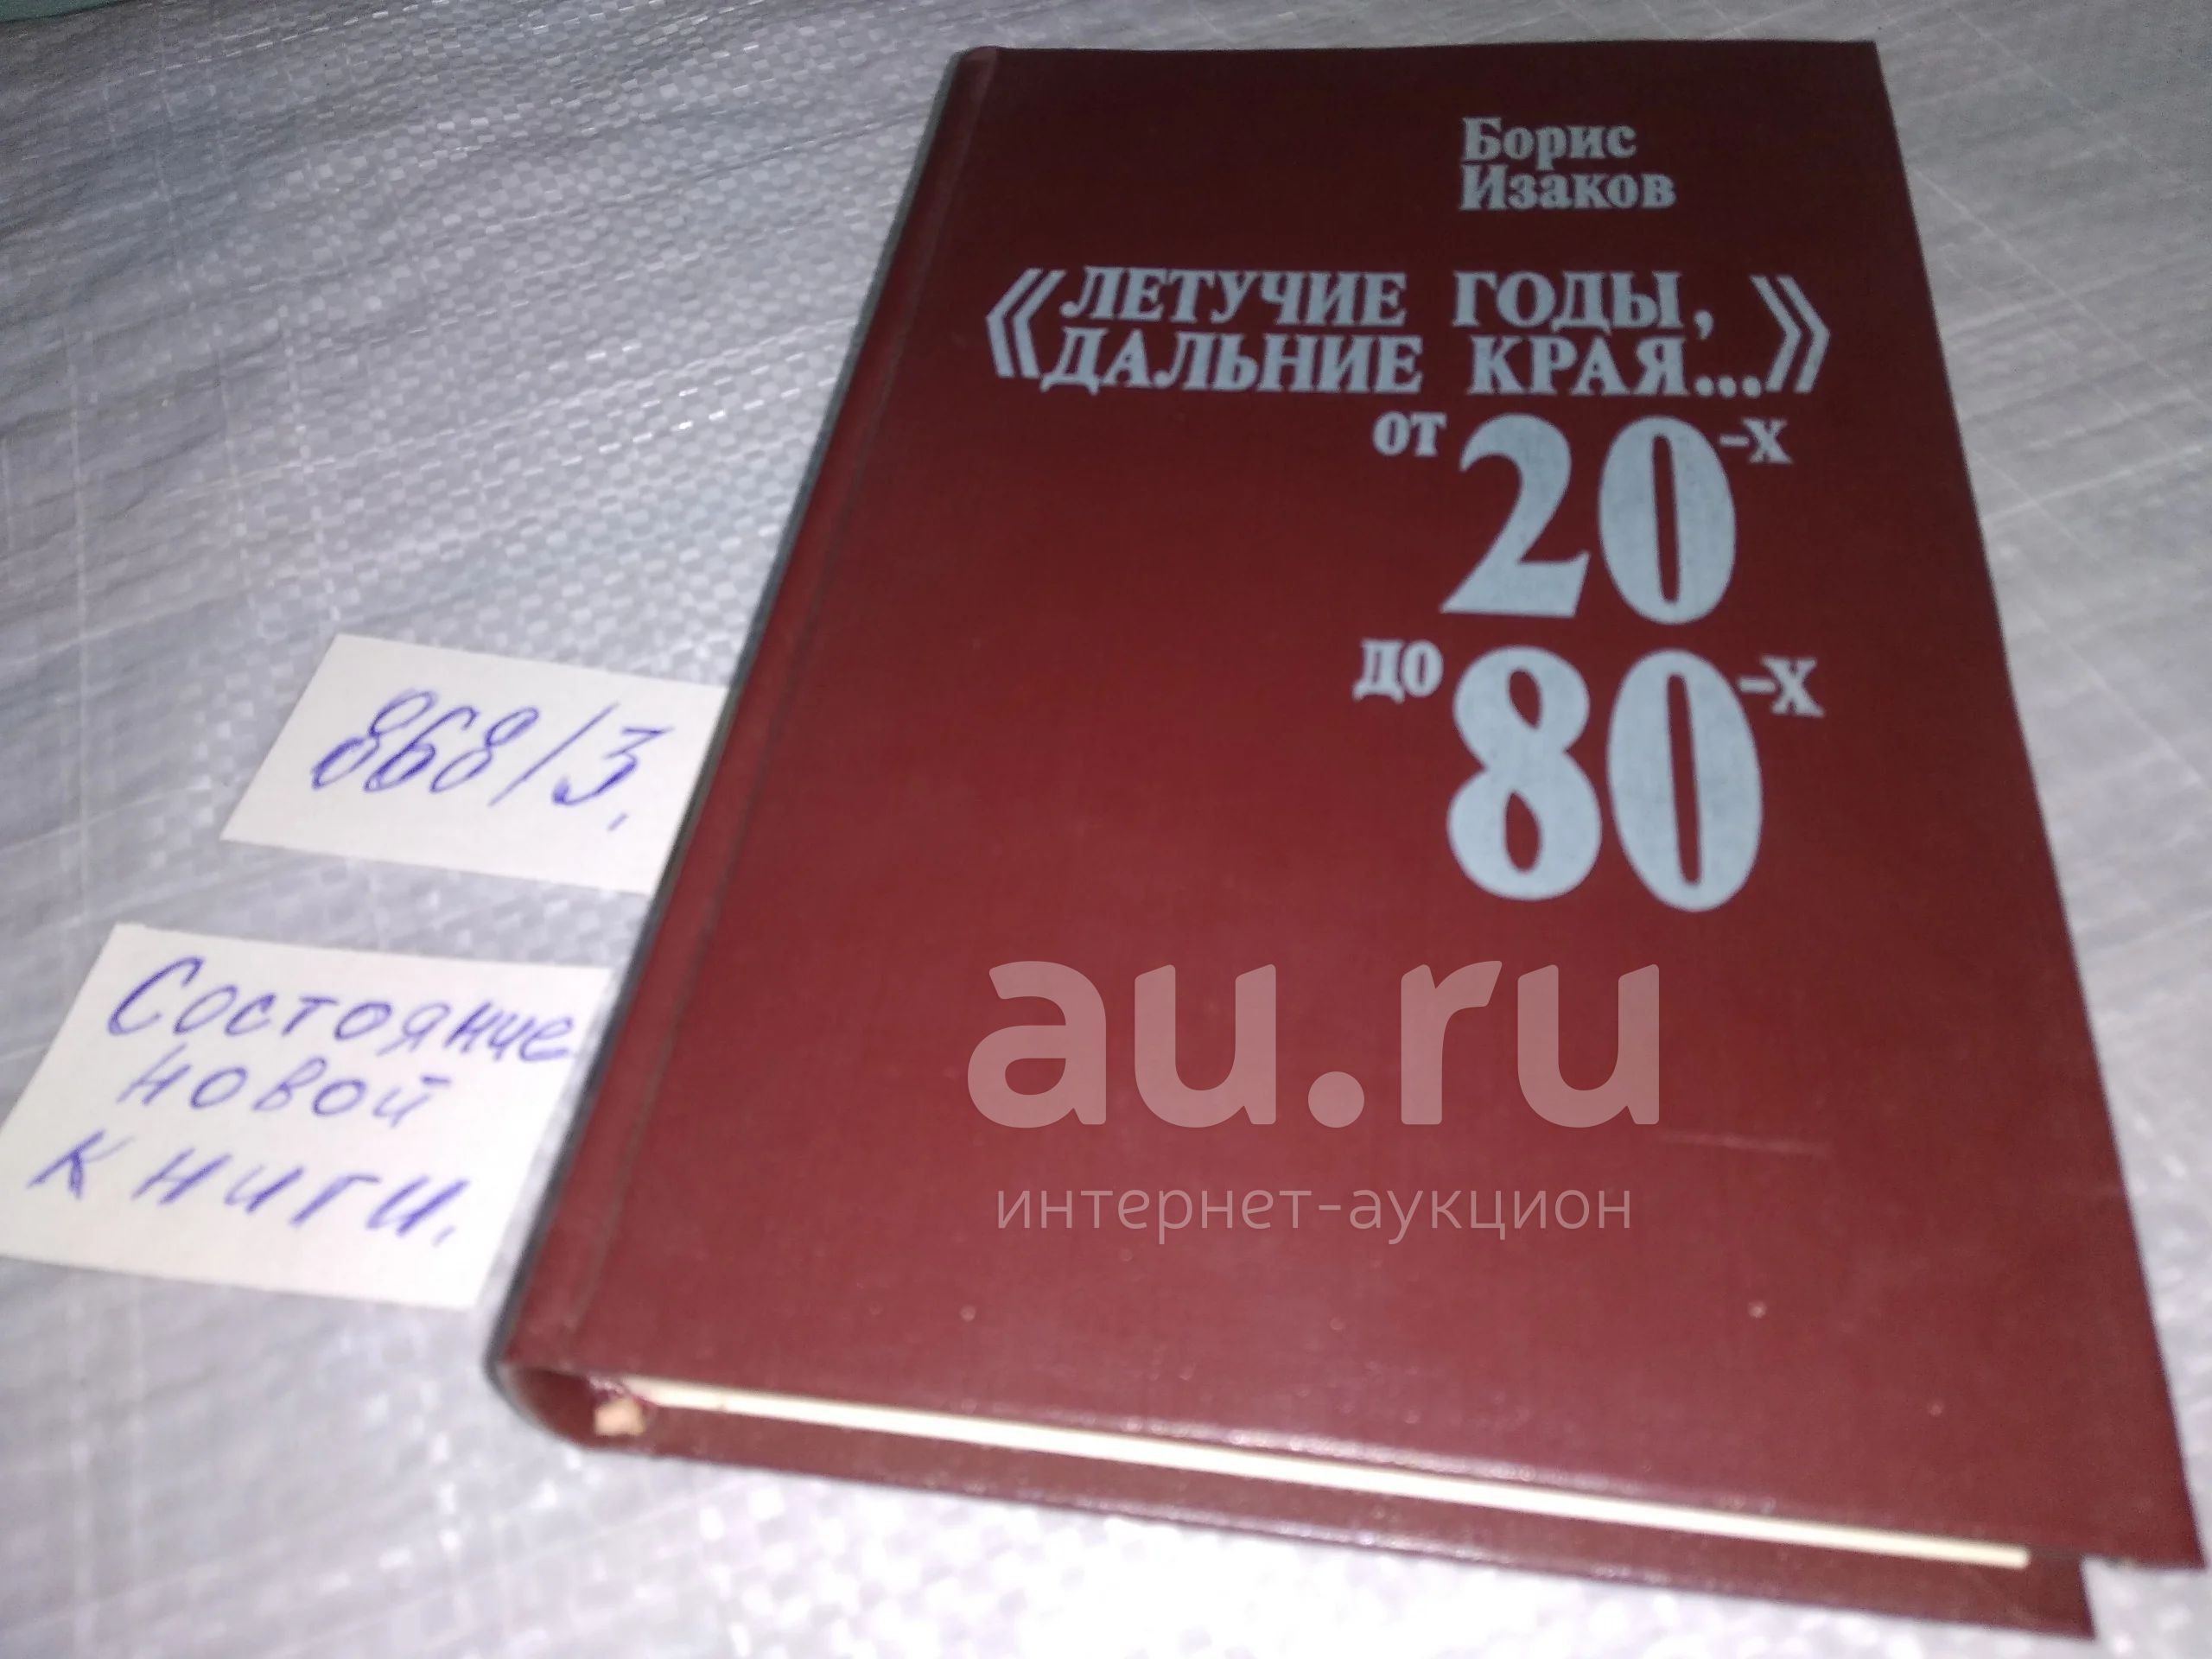 Борис
Изаков
«ЛЕТУЧИЕ ГОДЫ,
ДАЛЬНИЕ КРАЯ...»
от 20-х
до 80-х
868/3,
Состояние
новой
книги.
au.ru
интернет-аукцион